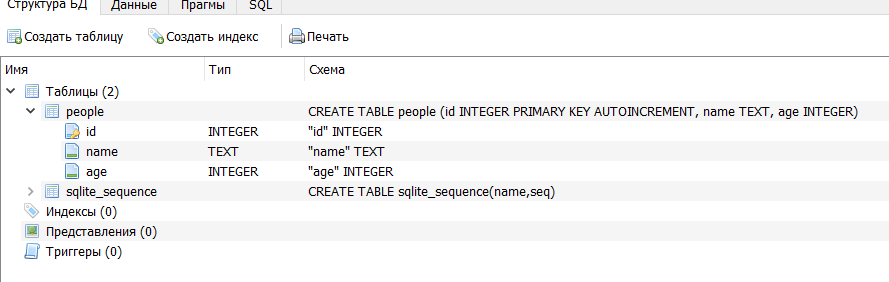 Структура БД Данные Прагмы SQL
Создать таблицу Создать индекс Печать
Имя Тип Схема
Таблицы (2)
people CREATE TABLE people (id INTEGER PRIMARY KEY AUTOINCREMENT, name TEXT, age INTEGER)
id INTEGER "id" INTEGER
name TEXT "name" TEXT
age INTEGER "age" INTEGER
sqlite_sequence CREATE TABLE sqlite_sequence(name,seq)
Индексы (0)
Представления (0)
Триггеры (0)